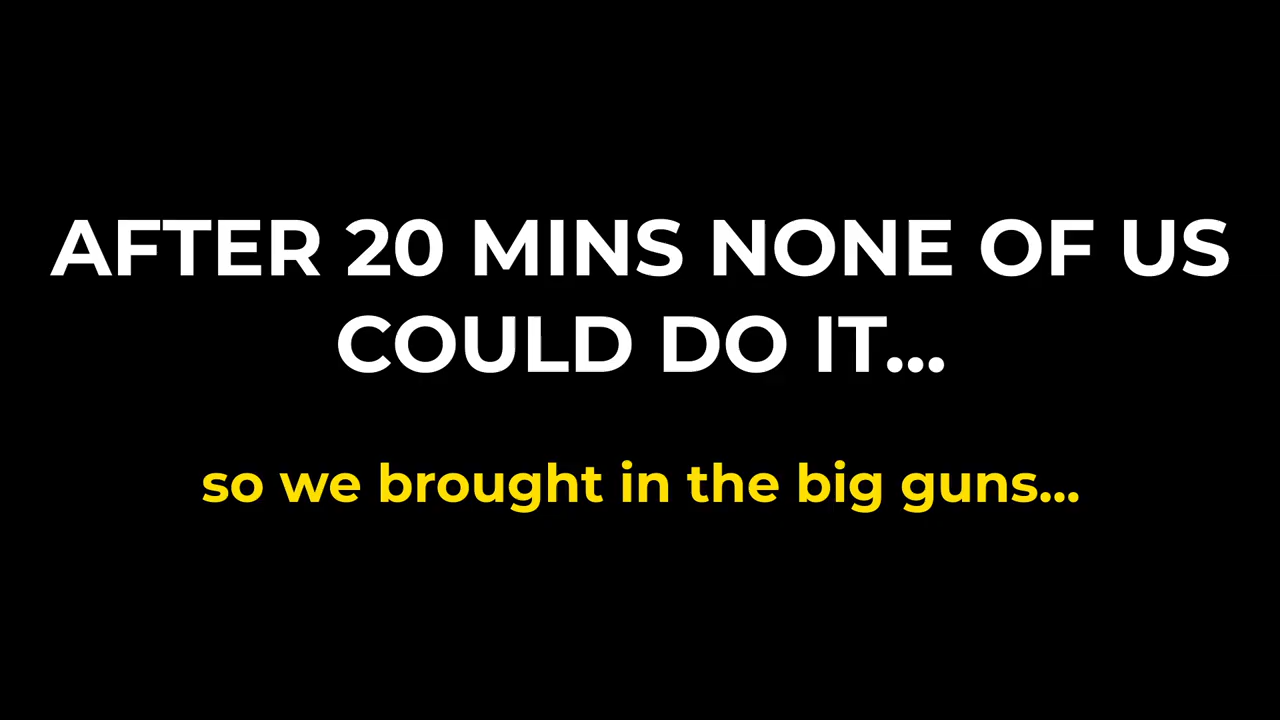 AFTER 20 MINS NONE OF US
COULD DO IT...
so we brought in the big guns...